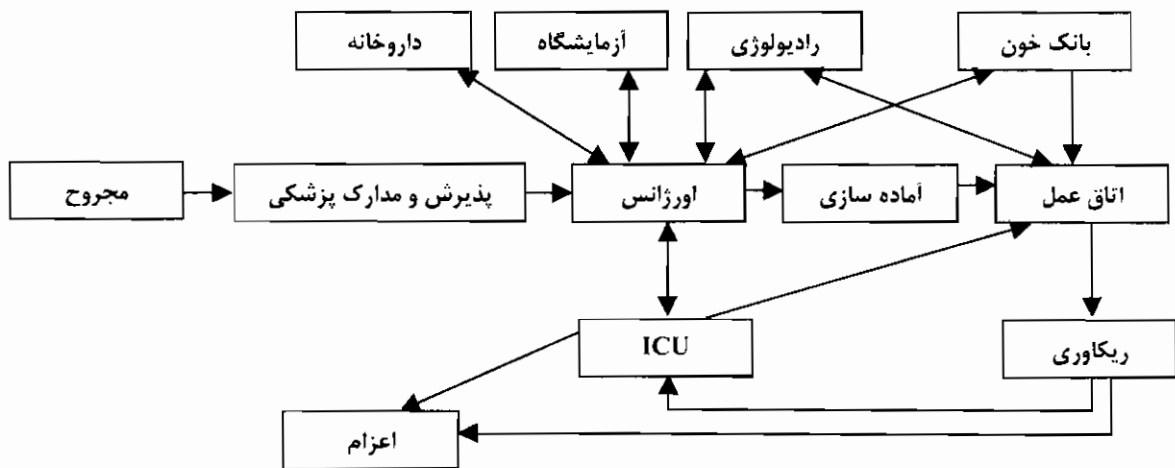 داروخانه
آزمایشگاه
رادیولوژی
بانک خون
مجروح
پذیرش و مدارک پزشکی
اورژانس
آماده سازی
اتاق عمل
ICU
ریکاوری
اعزام